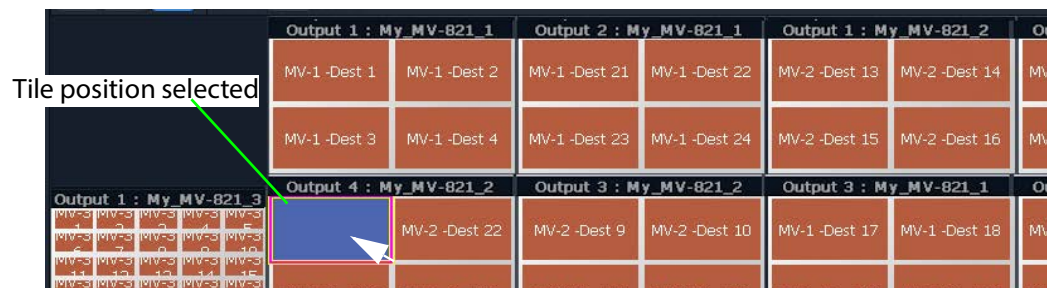 Output 1 : My_MV-821_1
Output 2 : My_MV-821_1
Output 1 : My_MV-821_2
MV-1 -Dest 1
MV-1 -Dest 2
MV-1 -Dest 21
MV-1 -Dest 22
MV-2 -Dest 13
MV-2 -Dest 14
Tile position selected
MV-1 -Dest 3
MV-1 -Dest 4
MV-1 -Dest 23
MV-1 -Dest 24
MV-2 -Dest 15
MV-2 -Dest 16
Output 1 : My_MV-821_3
Output 4 : My_MV-821_2
Output 3 : My_MV-821_2
Output 3 : My_MV-821_1
MV-2 -Dest 22
MV-2 -Dest 9
MV-2 -Dest 10
MV-1 -Dest 17
MV-1 -Dest 18